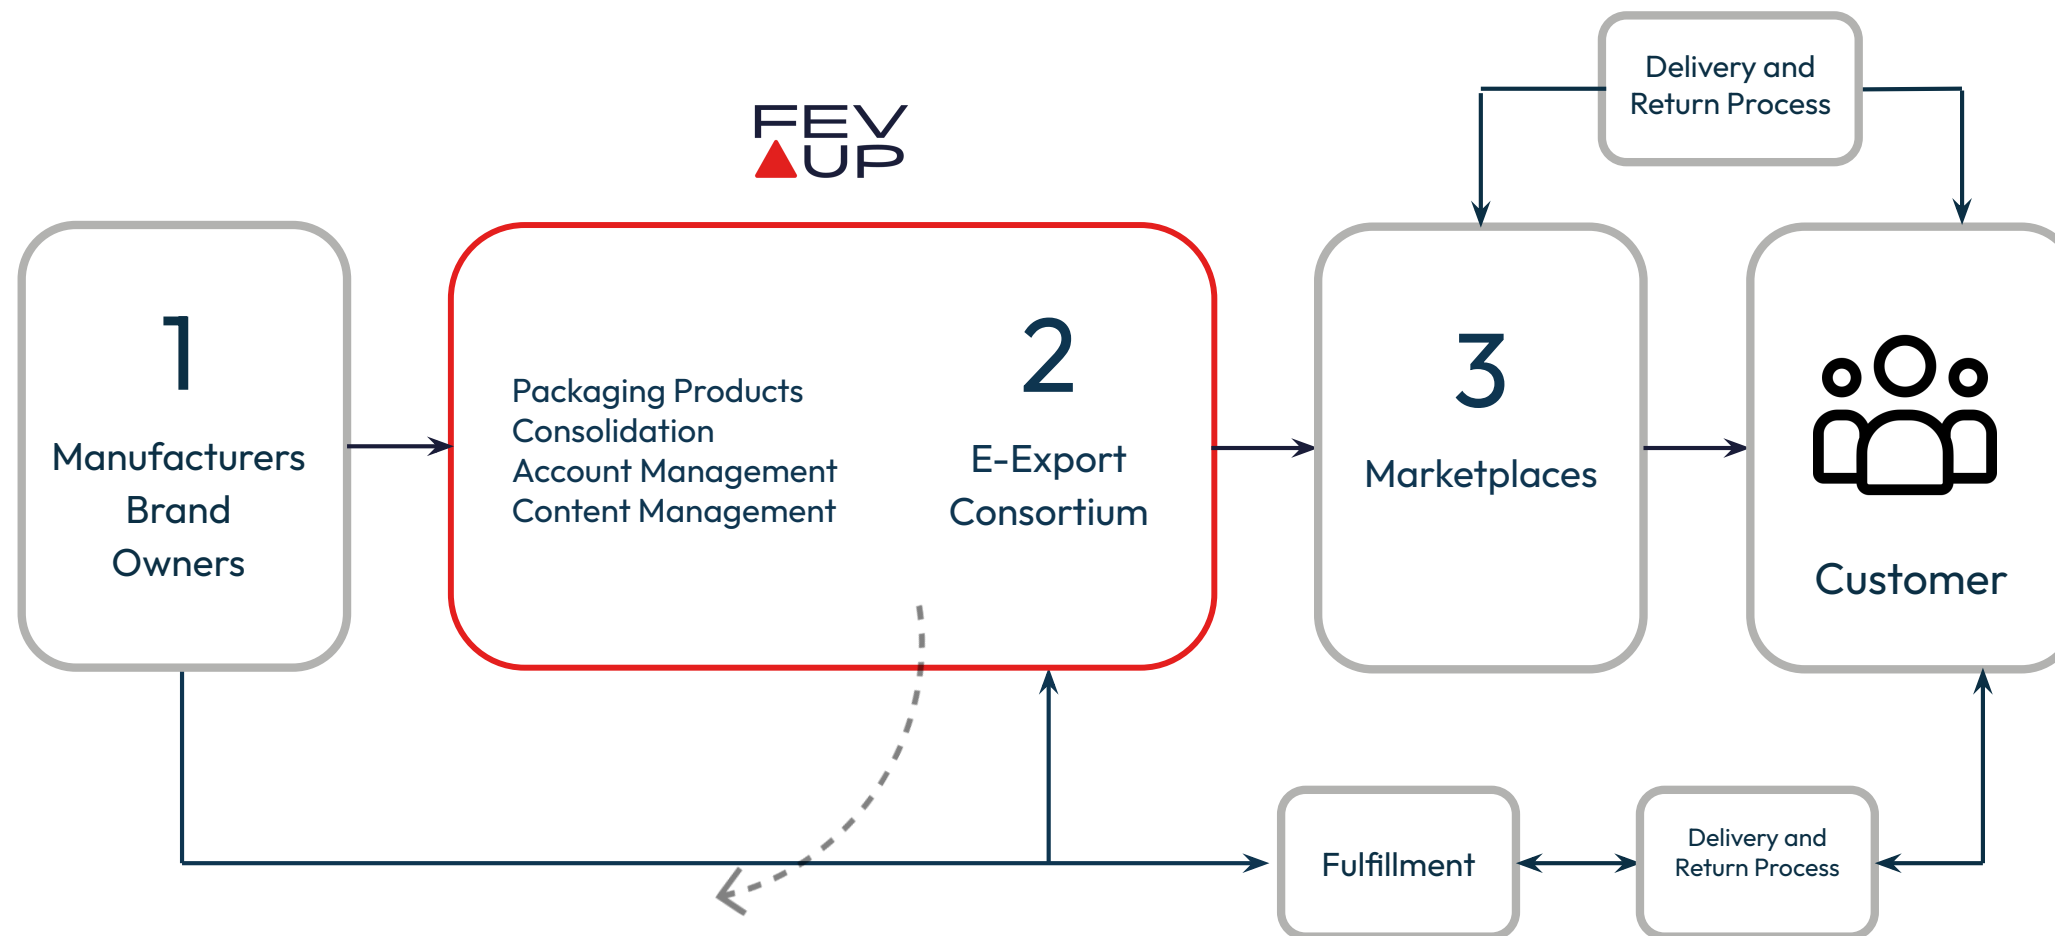 Delivery and
Return Process
FEV
UP
1
Manufacturers
Brand
Owners
Packaging Products
Consolidation
Account Management
Content Management
2
E-Export
Consortium
3
Marketplaces
Customer
Fulfillment
Delivery and
Return Process